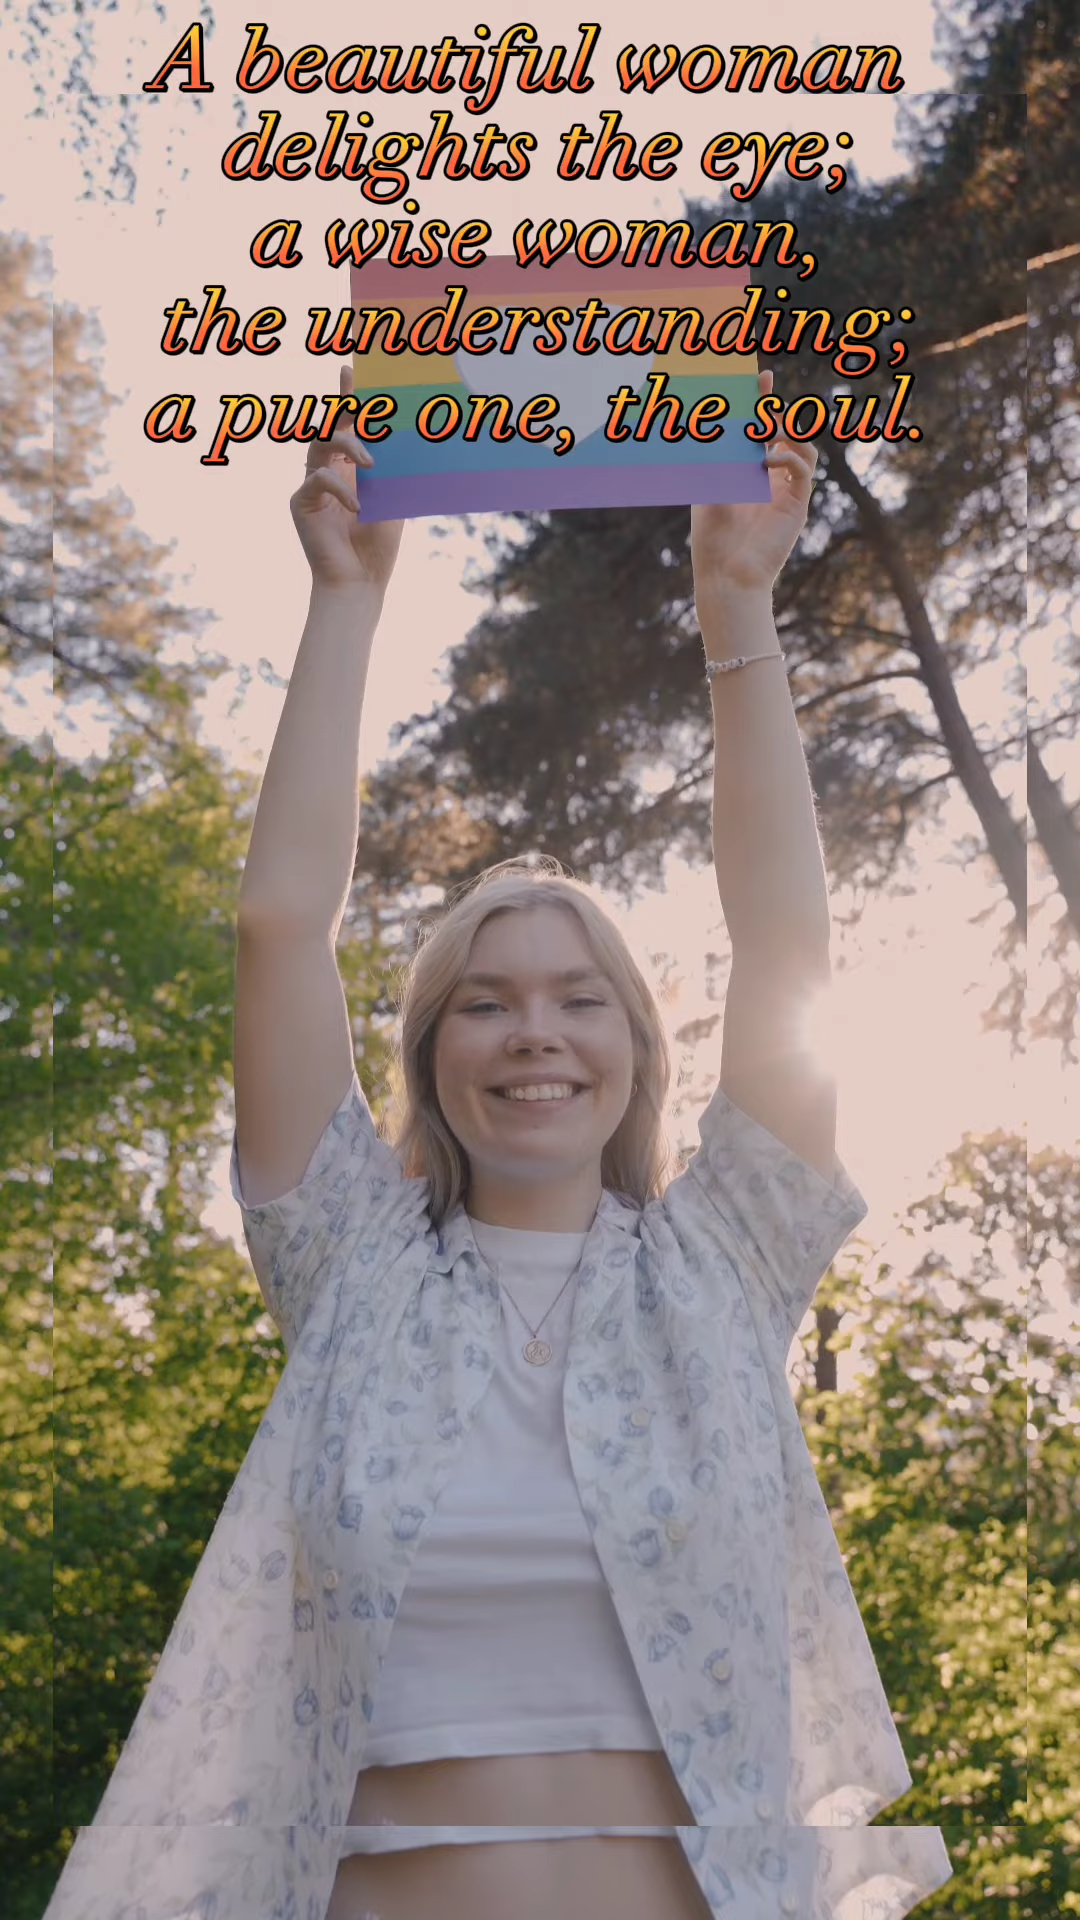 A beautiful woman
delights the eye;
a wise woman,
the understanding;
a pure one, the soul.